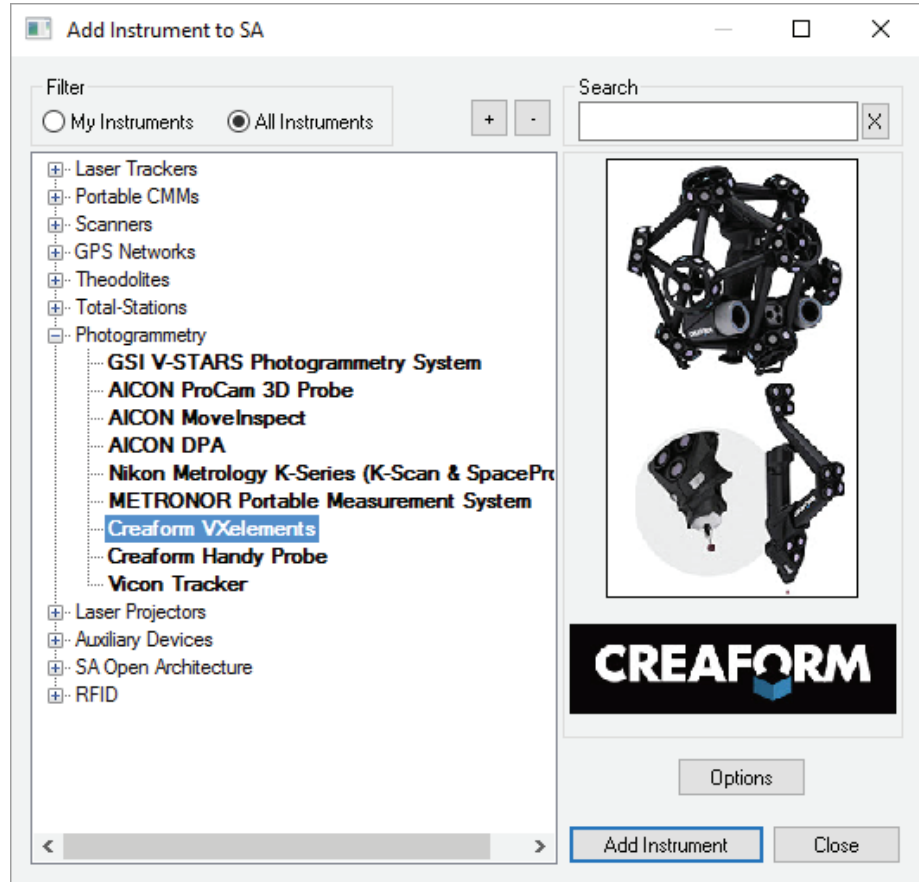 Add Instrument to SA
Filter
My Instruments
All Instruments
+
-
Search
X
Laser Trackers
Portable CMMs
Scanners
GPS Networks
Theodolites
Total-Stations
Photogrammetry
GSI V-STARS Photogrammetry System
AICON ProCam 3D Probe
AICON MoveInspect
AICON DPA
Nikon Metrology K-Series (K-Scan &
METRONOR Portable Measurement System
Creaform VXelements
Creaform Handy Probe
Vicon Tracker
Laser Projectors
Auxiliary Devices
SA Open Architecture
RFID
CREAFORM
CREAFORM
Options
Add Instrument
Close